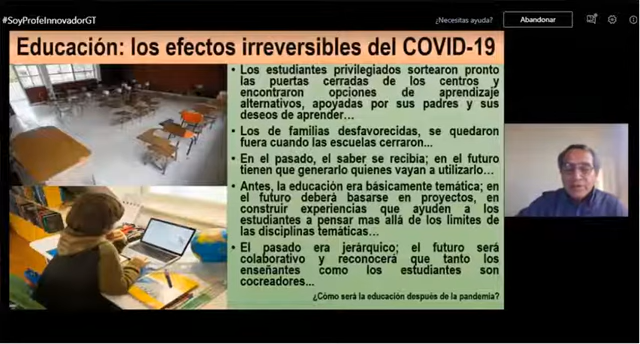 #SoyProfeInnovadorGT
¿Necesitas ayuda?
Abandonar
Educación: los efectos irreversibles del COVID-19
• Los estudiantes privilegiados sortearon pronto
las puertas cerradas de los centros y
encontraron opciones de aprendizaje
alternativos, apoyadas por sus padres y sus
deseos de aprender...
• Los de familias desfavorecidas, se quedaron
fuera cuando las escuelas cerraron...
• En el pasado, el saber se recibía; en el futuro
tienen que generarlo quienes vayan a utilizarlo...
• Antes, la educación era básicamente temática; en
el futuro deberá basarse en proyectos, en
construir experiencias que ayuden a los
estudiantes a pensar mas allá de los limites de
las disciplinas temáticas...
• El pasado era jerárquico; el futuro será
colaborativo y reconocerá que tanto los
enseñantes como los estudiantes son
cocreadores...
¿Cómo será la educación después de la pandemia?